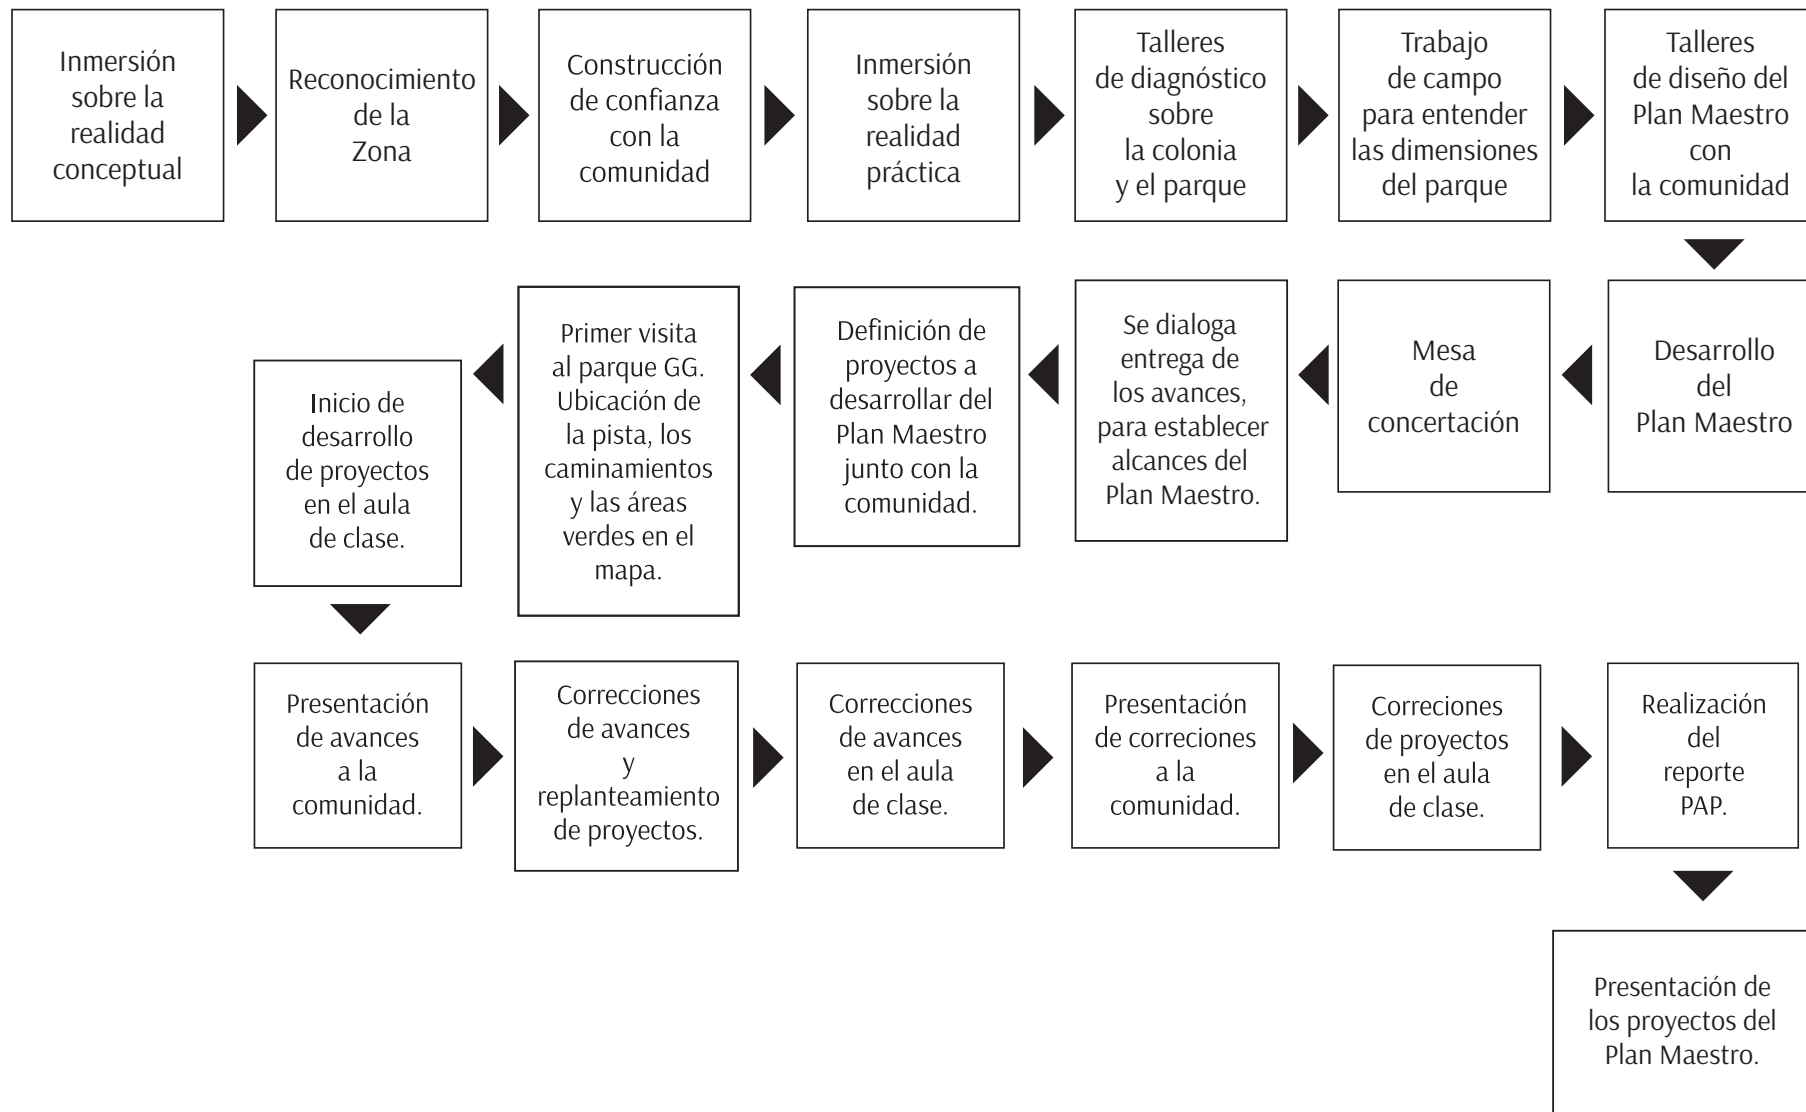 Inmersión
sobre la
realidad
conceptual
Reconocimiento
de la
Zona
Construcción
de confianza
con la
comunidad
Inmersión
sobre la
realidad
práctica
Talleres
de diagnóstico
sobre
la colonia
y el parque
Trabajo
de campo
para entender
las dimensiones
del parque
Talleres
de diseño del
Plan Maestro
con
la comunidad
Desarrollo
del
Plan Maestro
Mesa
de
concertación
Se dialoga
entrega de
los avances,
para establecer
alcances del
Plan Maestro.
Definición de
proyectos a
desarrollar del
Plan Maestro
junto con la
comunidad.
Primer visita
al parque GG.
Ubicación de
la pista, los
caminamientos
y las áreas
verdes en el
mapa.
Inicio de
desarrollo
de proyectos
en el aula
de clase.
Presentación
de avances
a la
comunidad.
Correcciones
de avances
y
replanteamiento
de proyectos.
Correcciones
de avances
en el aula
de clase.
Presentación
de correciones
a la
comunidad.
Correciones
de proyectos
en el aula
de clase.
Realización
del
reporte
PAP.
Presentación de
los proyectos del
Plan Maestro.